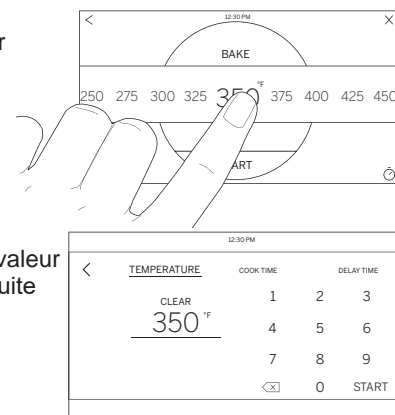 r
12:30 PM
BAKE
250 275 300 325 350 °F 375 400 425 450
ART
valeur
uite
12:30 PM
TEMPERATURE COOK TIME DELAY TIME
CLEAR
350 °F
1 2 3
4 5 6
7 8 9
0 START